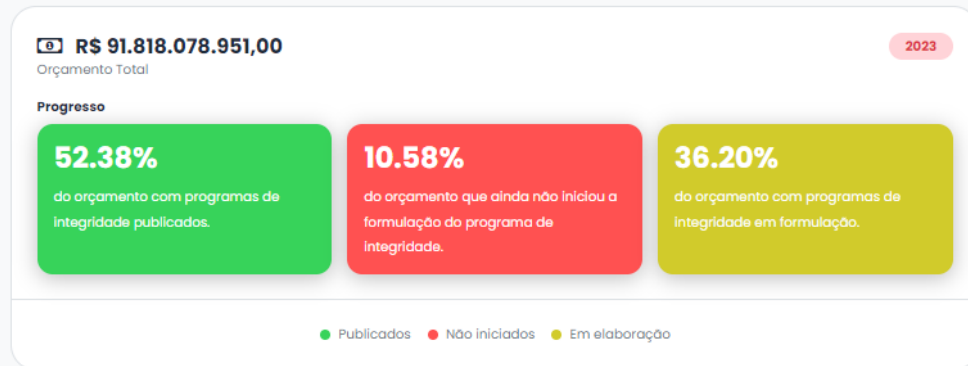 R$ 91.818.078.951,00
2023
Orçamento Total
Progresso
52.38%
do orçamento com programas de
integridade publicados.
10.58%
do orçamento que ainda não iniciou a
formulação do programa de
integridade.
36.20%
do orçamento com programas de
integridade em formulação.
Publicados
Não iniciados
Em elaboração